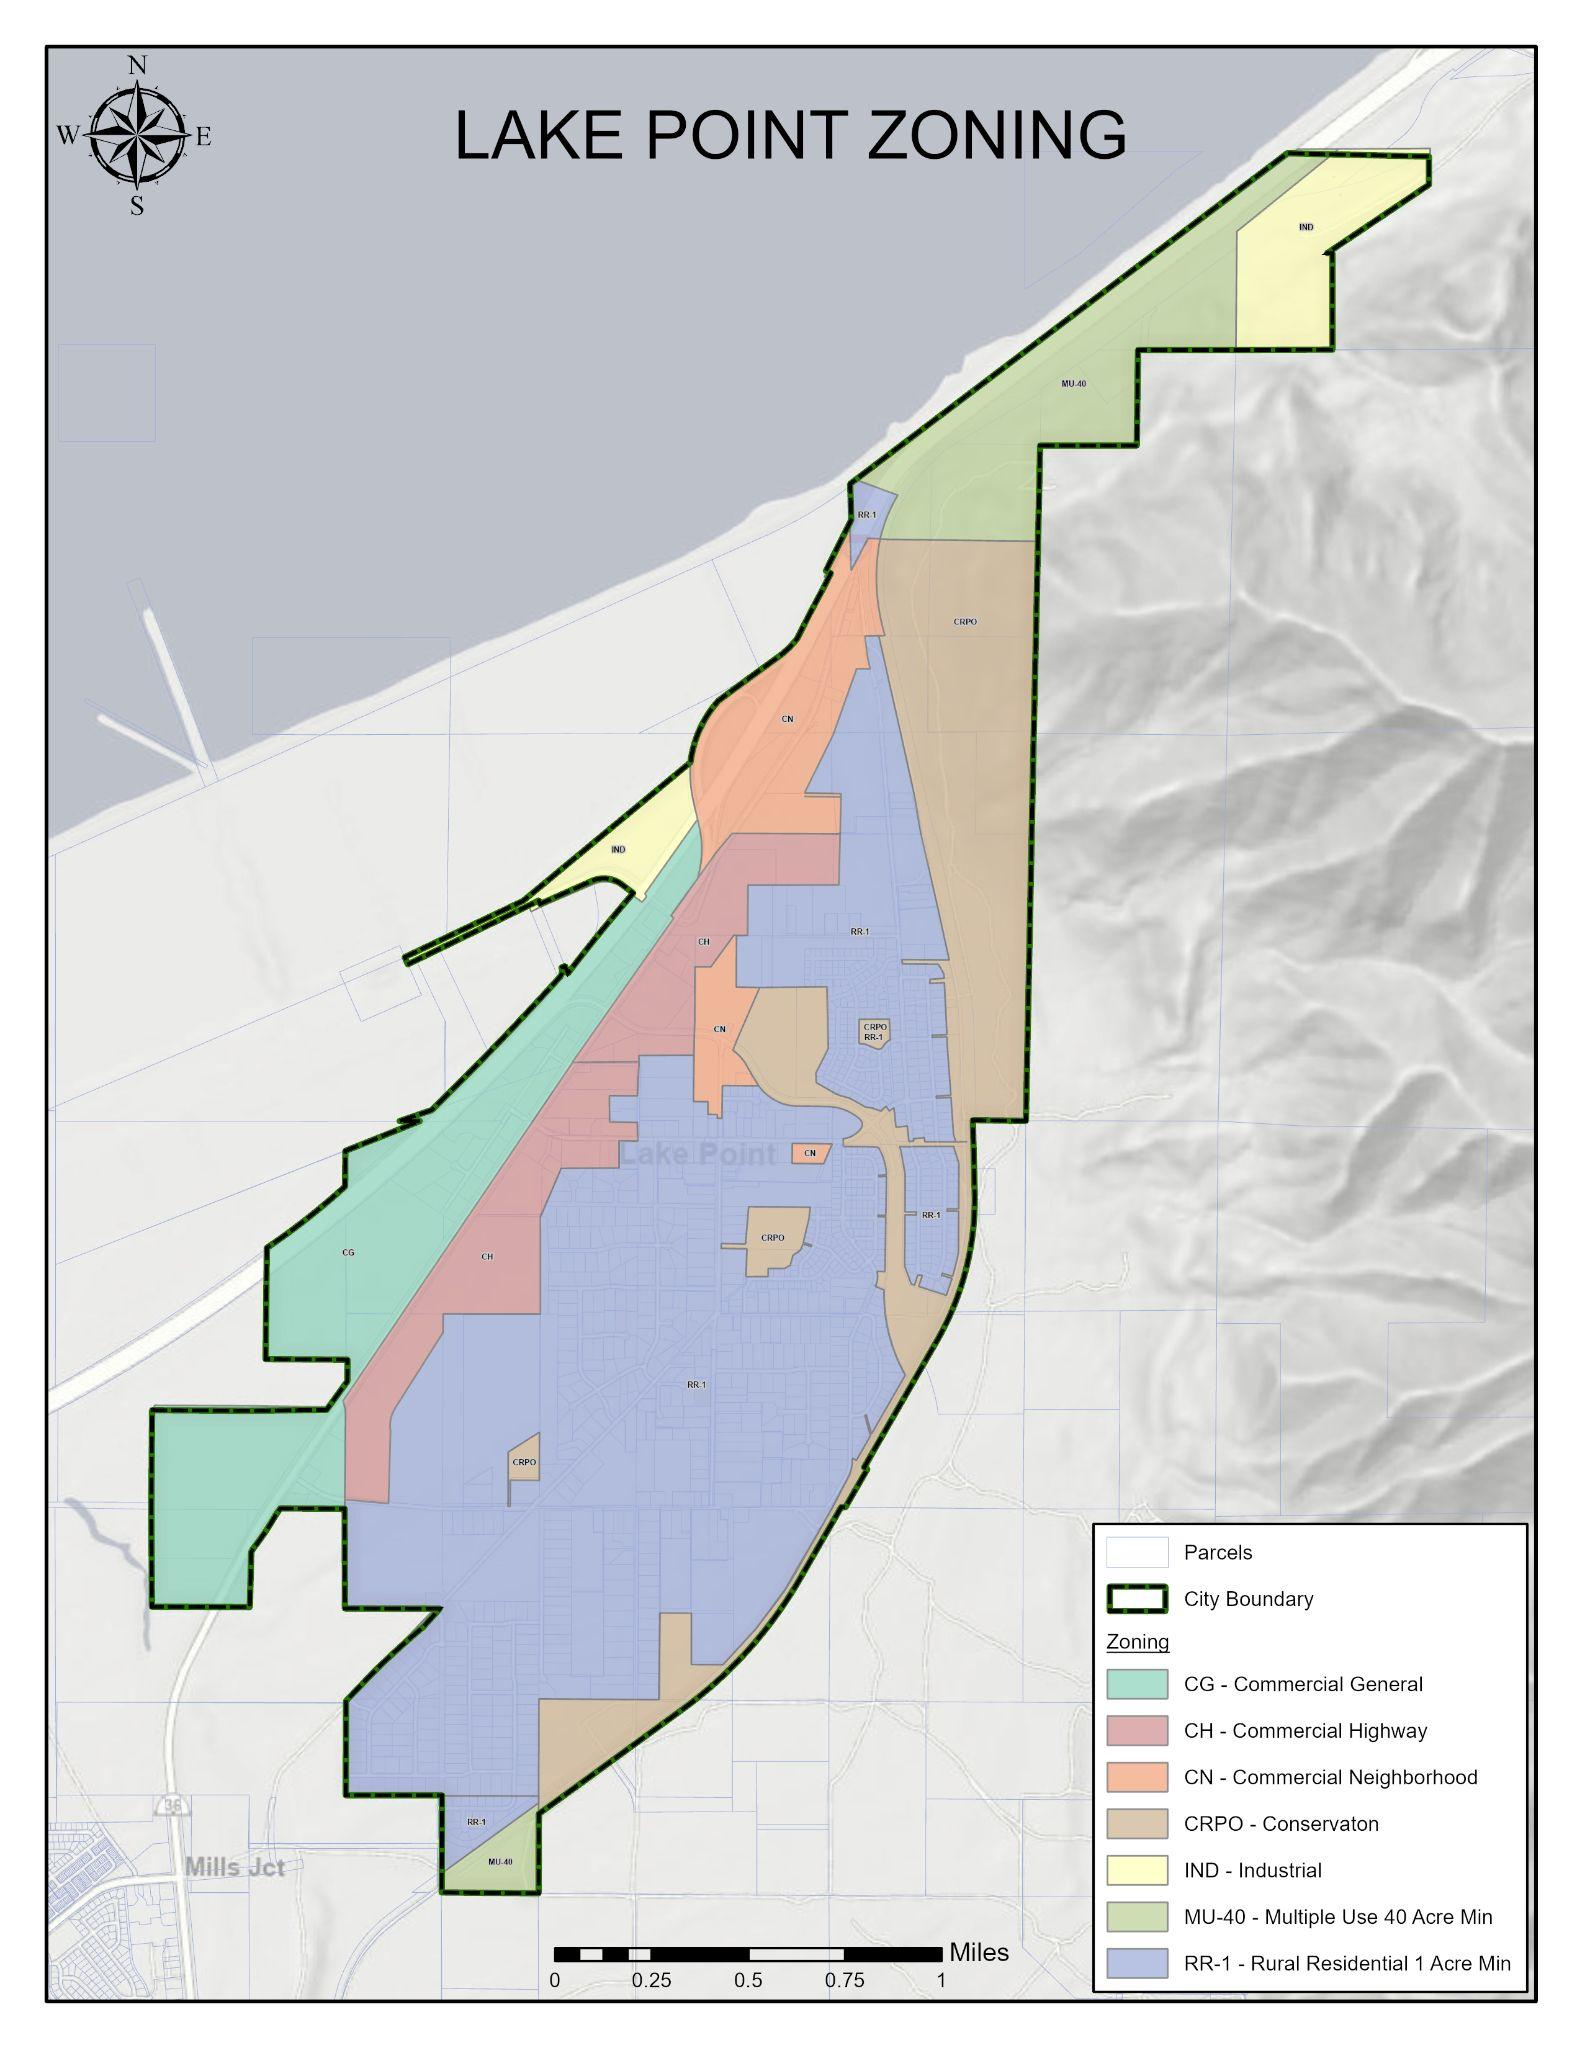 N
W E
S
LAKE POINT ZONING
IND
MU-40
RR-1
CRPO
CN
IND
RR-1
CH
CN
CRPO
RR-1
Lake Point
CN
RR-1
CRPO
CG
CH
RR-1
CRPO
36
RR-1
Mills Jct
MU-40
Miles
0 0.25 0.5 0.75 1
Parcels
City Boundary
Zoning
CG - Commercial General
CH - Commercial Highway
CN - Commercial Neighborhood
CRPO - Conservaton
IND - Industrial
MU-40 - Multiple Use 40 Acre Min
RR-1 - Rural Residential 1 Acre Min